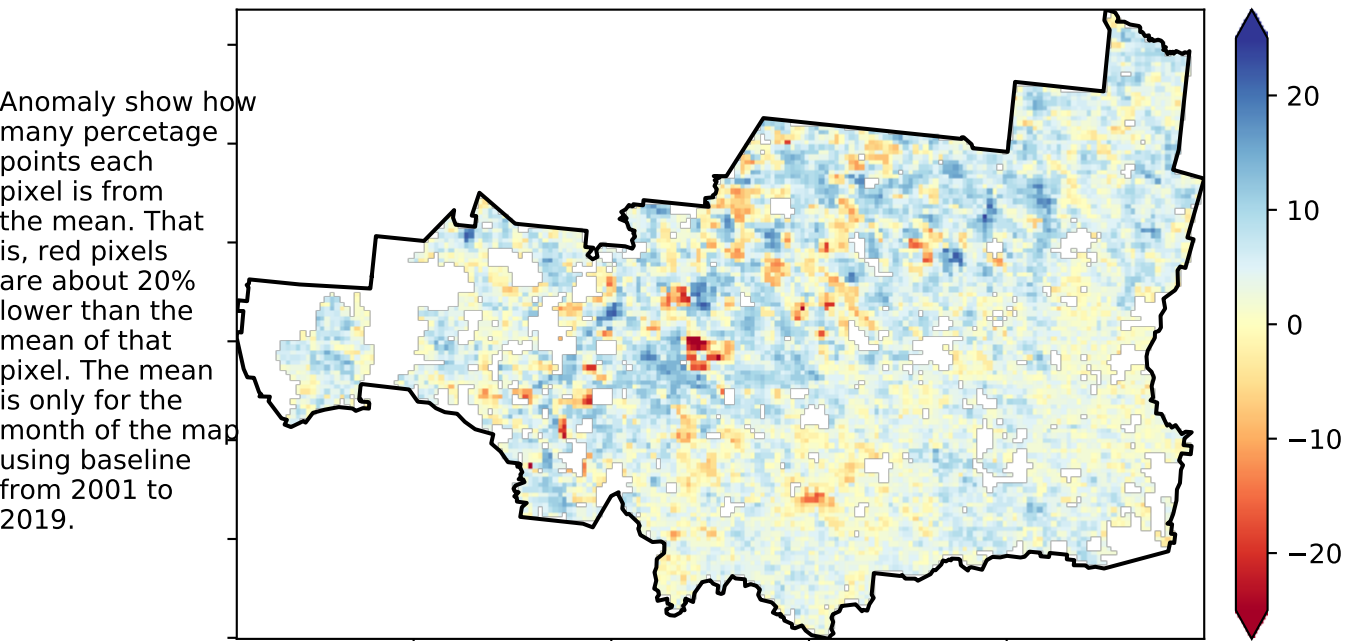 Anomaly show how
many percetage
points each
pixel is from
the mean. That
is, red pixels
are about 20%
lower than the
mean of that
pixel. The mean
is only for the
month of the map
using baseline
from 2001 to
2019.
20
10
0
−10
−20